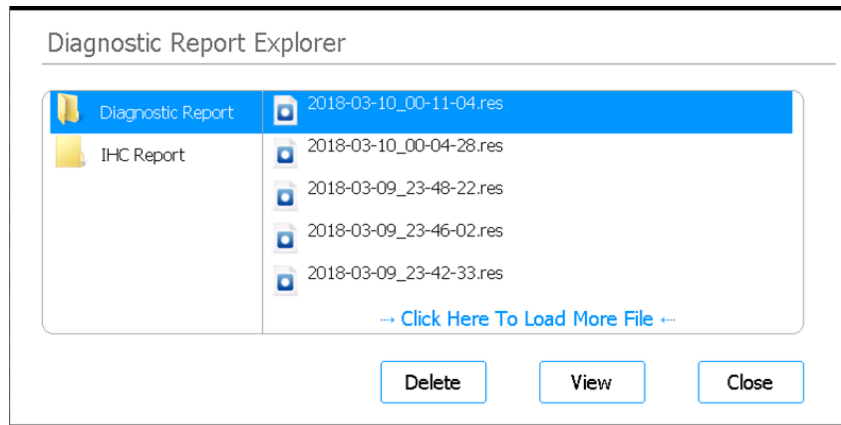 Diagnostic Report Explorer
Diagnostic Report
2018-03-10_00-11-04.res
IHC Report
2018-03-10_00-04-28.res
2018-03-09_23-48-22.res
2018-03-09_23-46-02.res
2018-03-09_23-42-33.res
⤑ Click Here To Load More File ⬸
Delete
View
Close